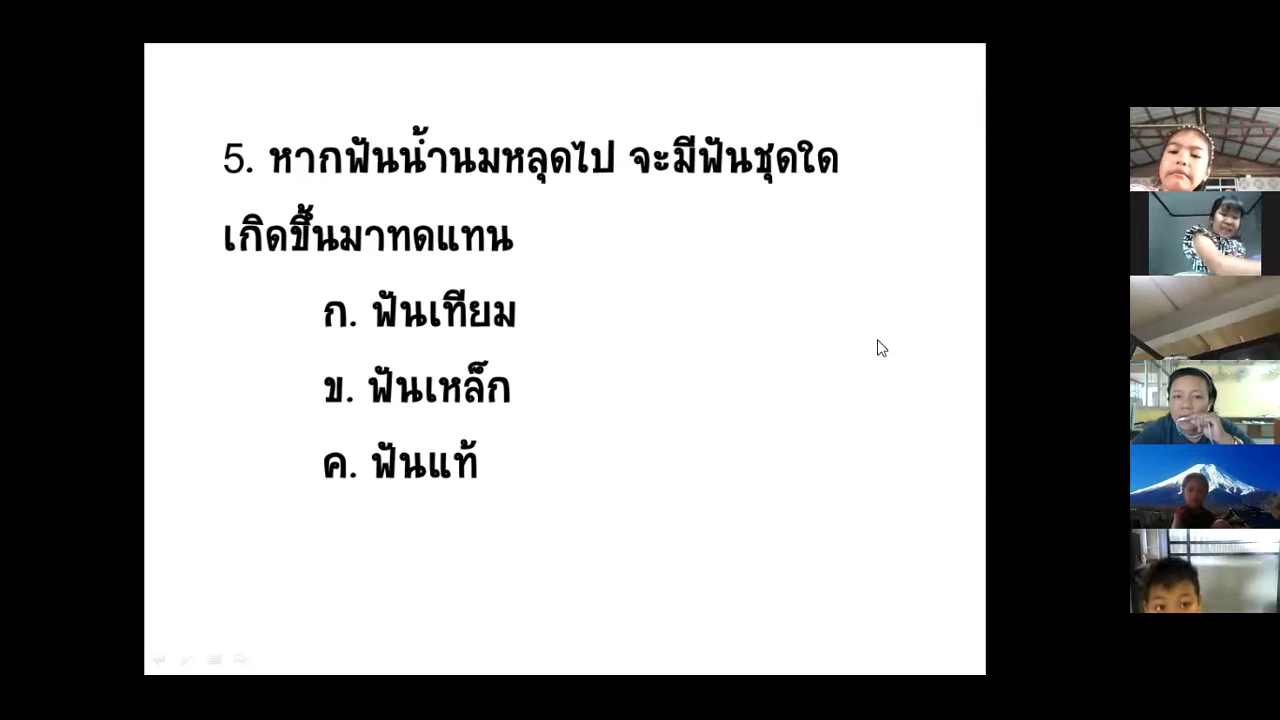 5. หากฟันน้ำนมหลุดไป จะมีฟันชุดใด
เกิดขึ้นมาทดแทน
ก. ฟันเทียม
ข. ฟันเหล็ก
ค. ฟันแท้